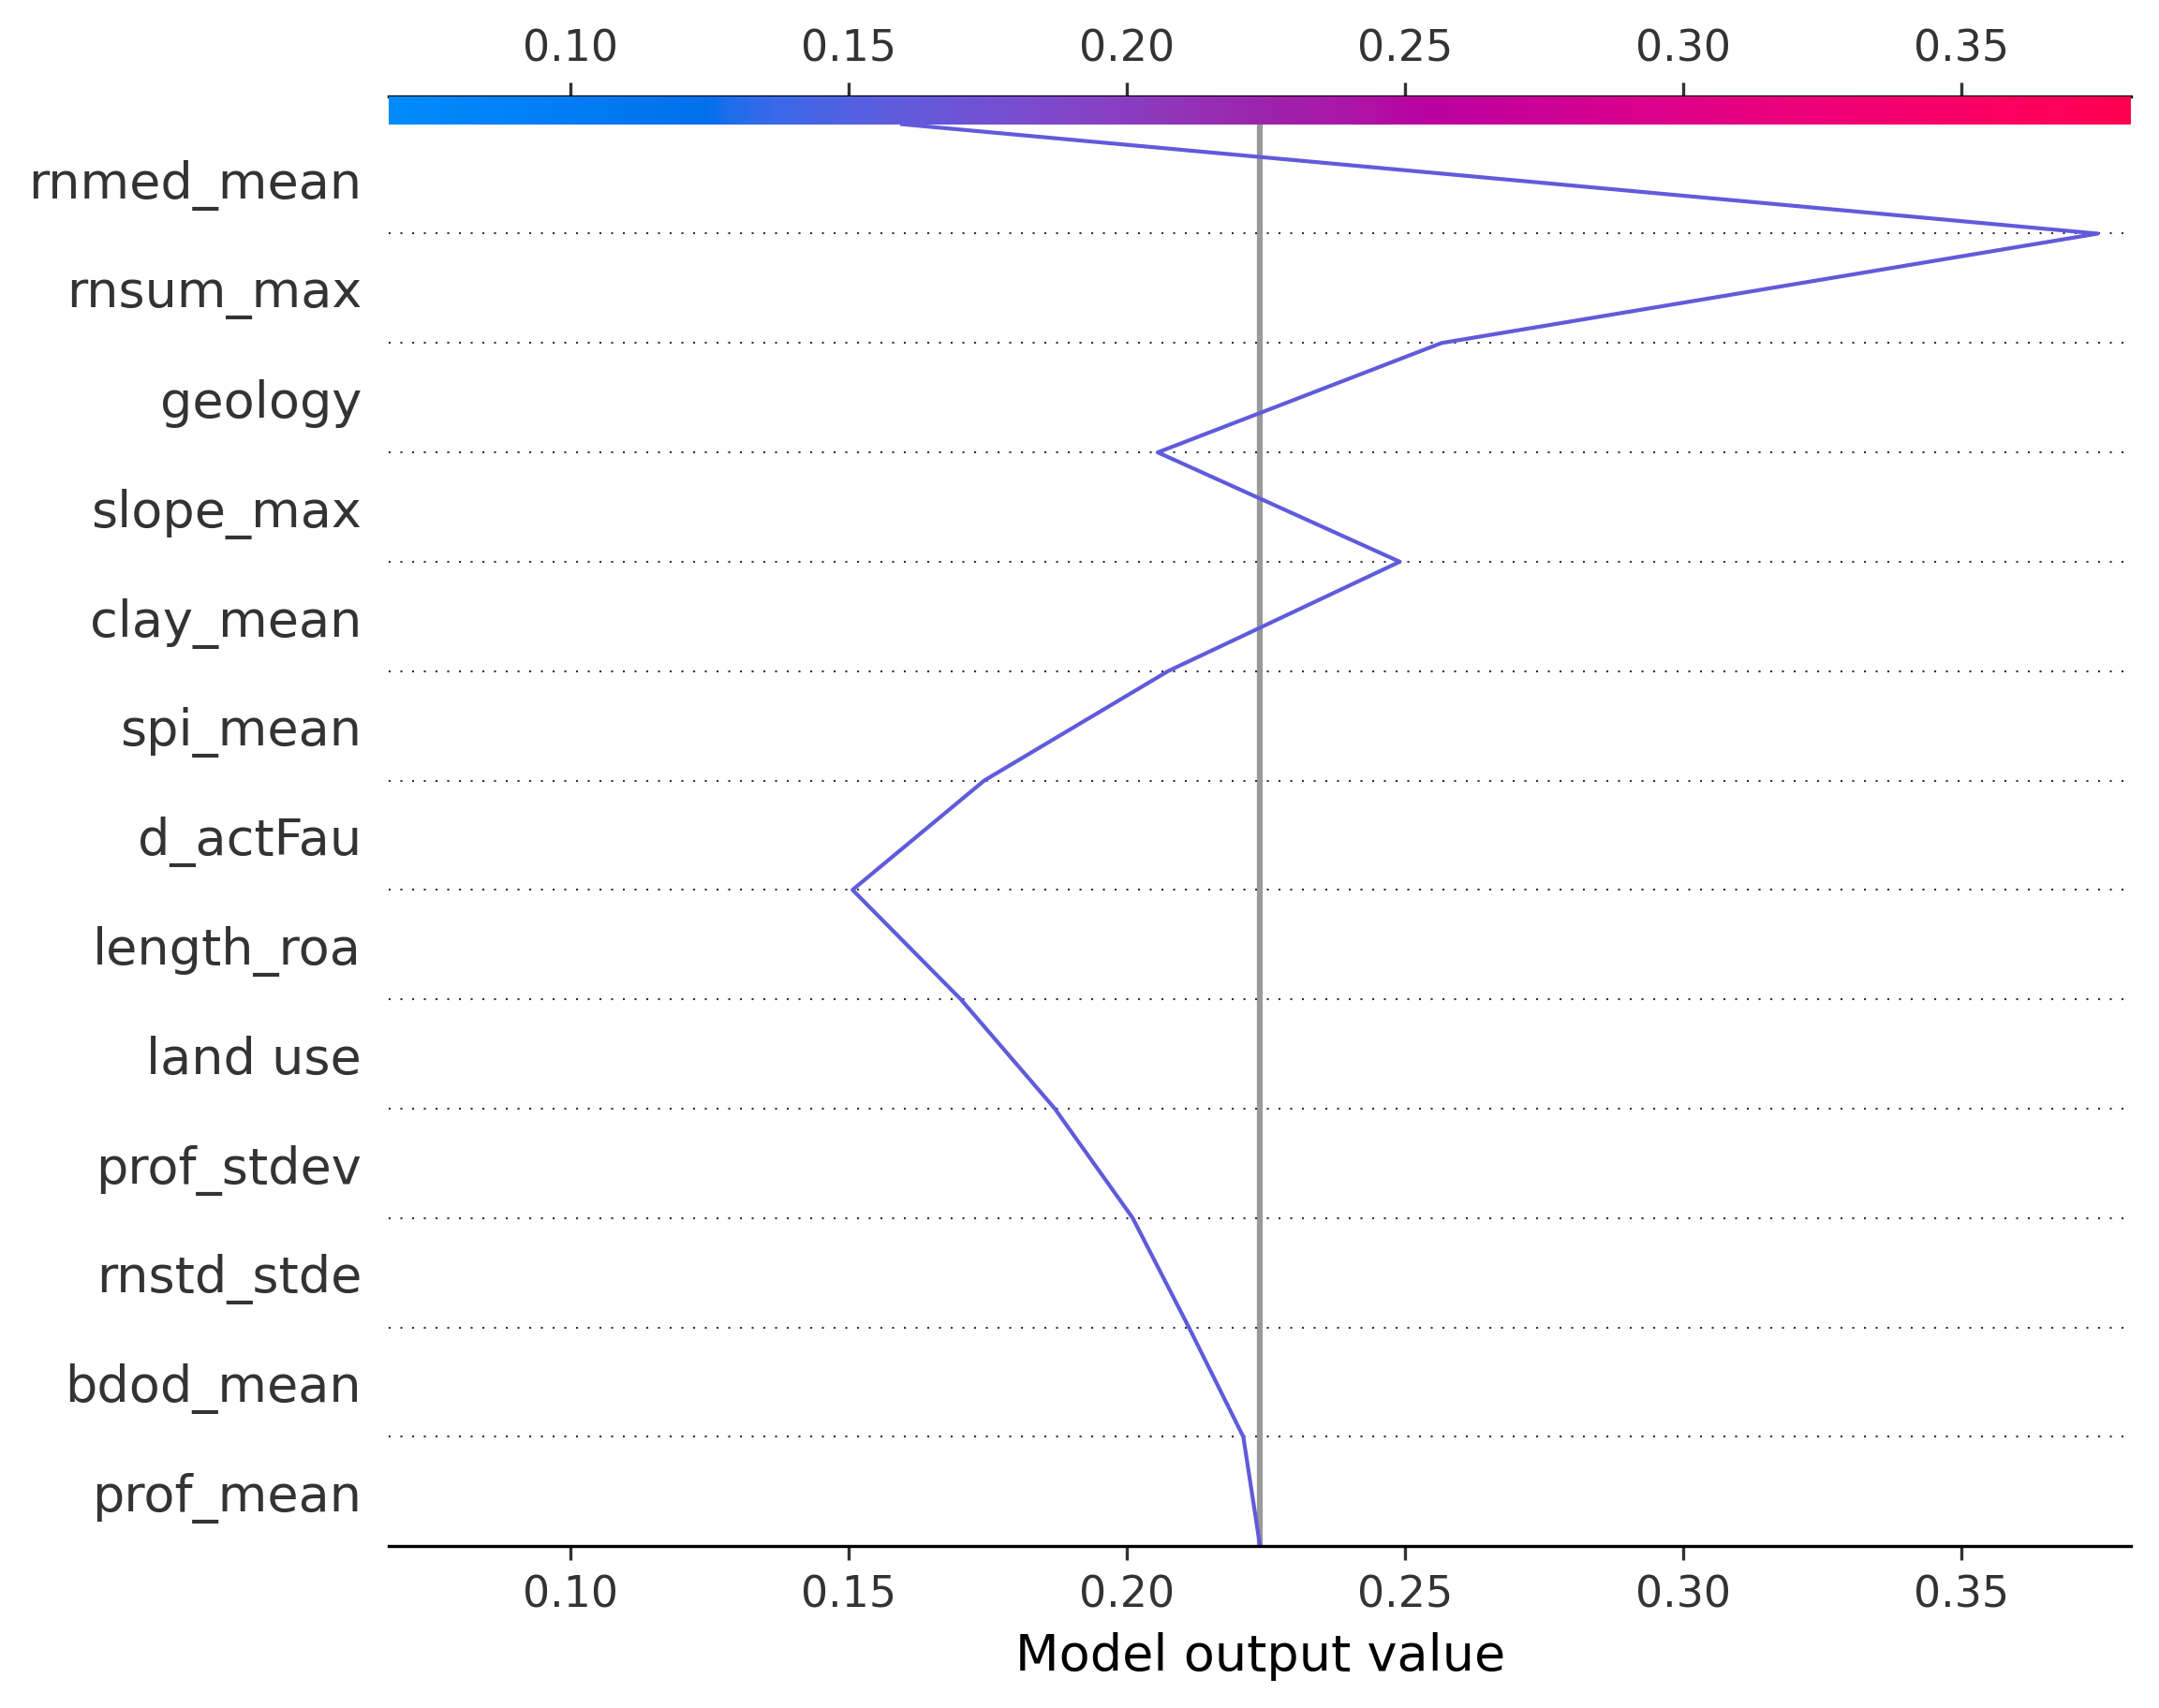 0.10 0.15 0.20 0.25 0.30 0.35
rnmed_mean
rnsum_max
geology
slope_max
clay_mean
spi_mean
d_actFau
length_roa
land use
prof_stdev
rnstd_stde
bdod_mean
prof_mean
0.10 0.15 0.20 0.25 0.30 0.35
Model output value